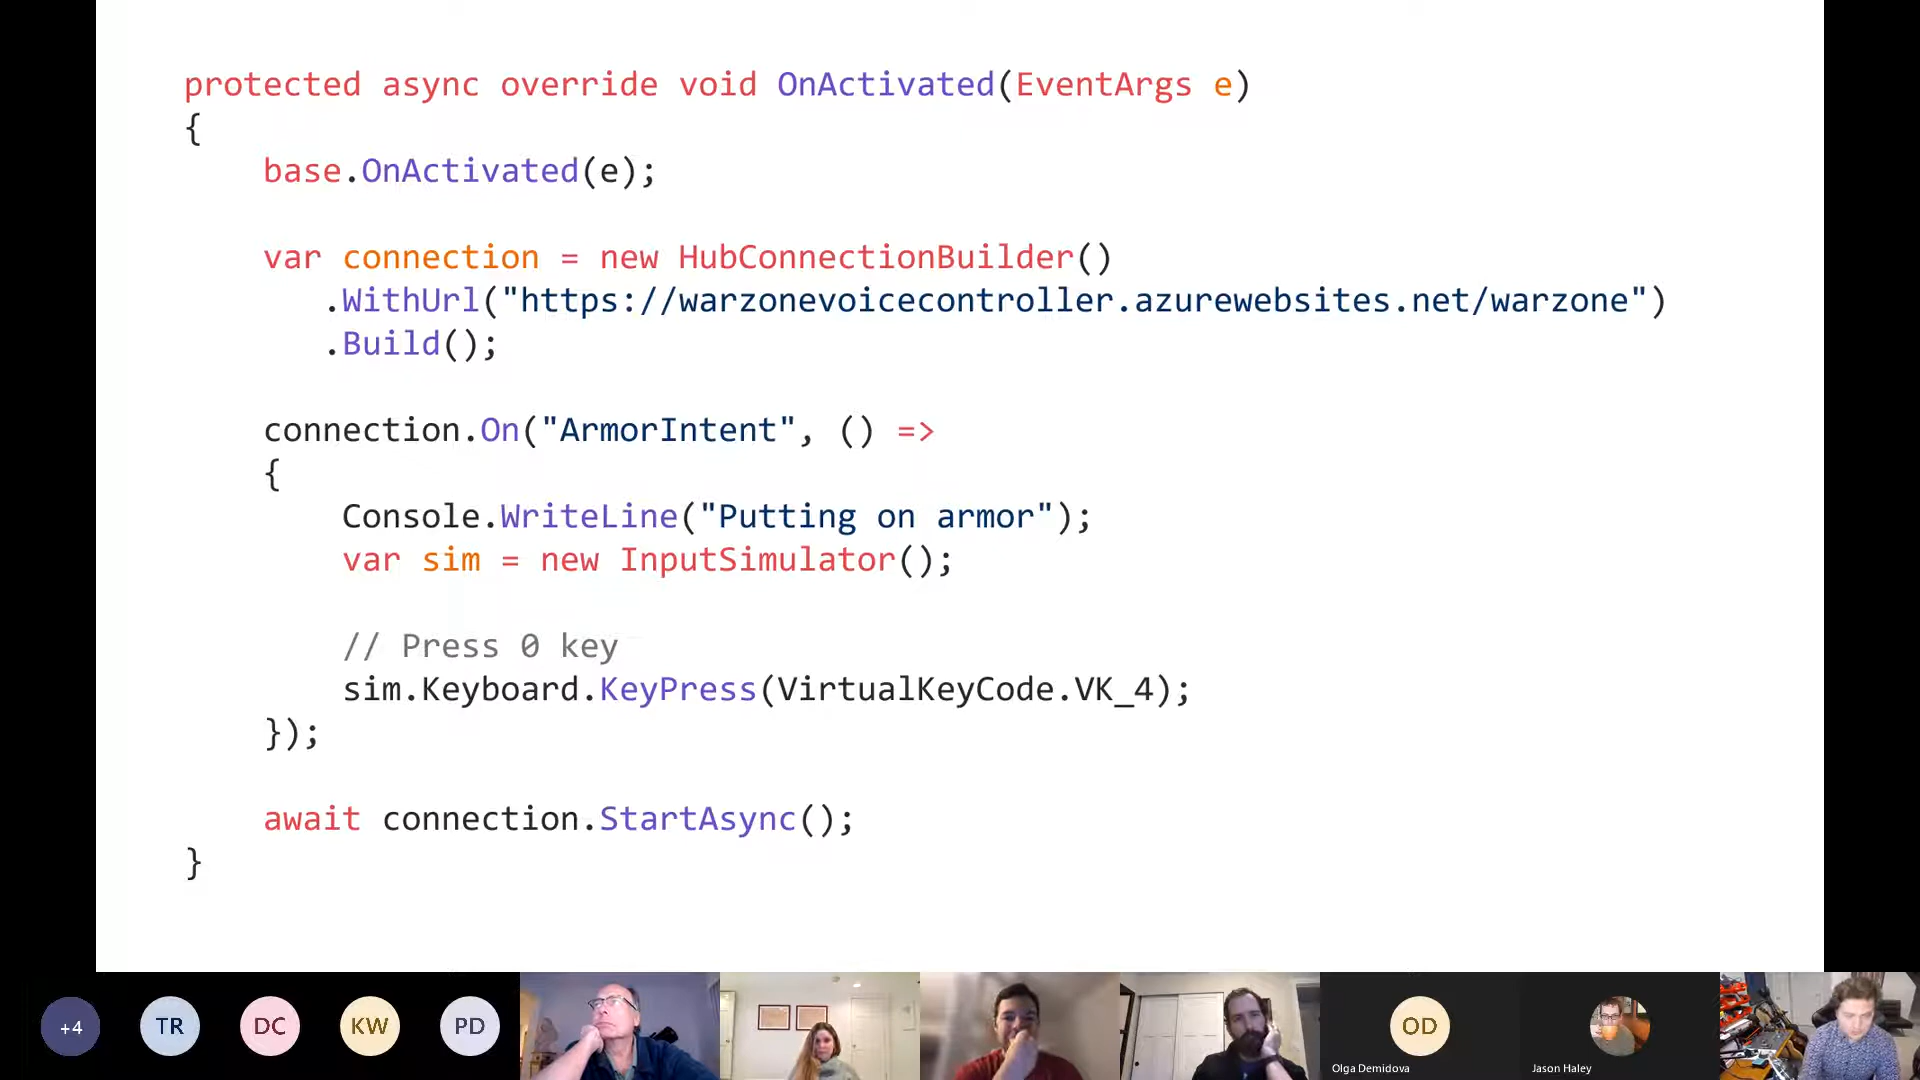 protected async override void OnActivated(EventArgs e)
{
    base.OnActivated(e);

    var connection = new HubConnectionBuilder()
       .WithUrl("https://warzonevoicecontroller.azurewebsites.net/warzone")
       .Build();

    connection.On("ArmorIntent", () =>
    {
        Console.WriteLine("Putting on armor");
        var sim = new InputSimulator();

        // Press 0 key
        sim.Keyboard.KeyPress(VirtualKeyCode.VK_4);
    });

    await connection.StartAsync();
}
+4
TR
DC
KW
PD
OD
Olga Demidova
Jason Haley